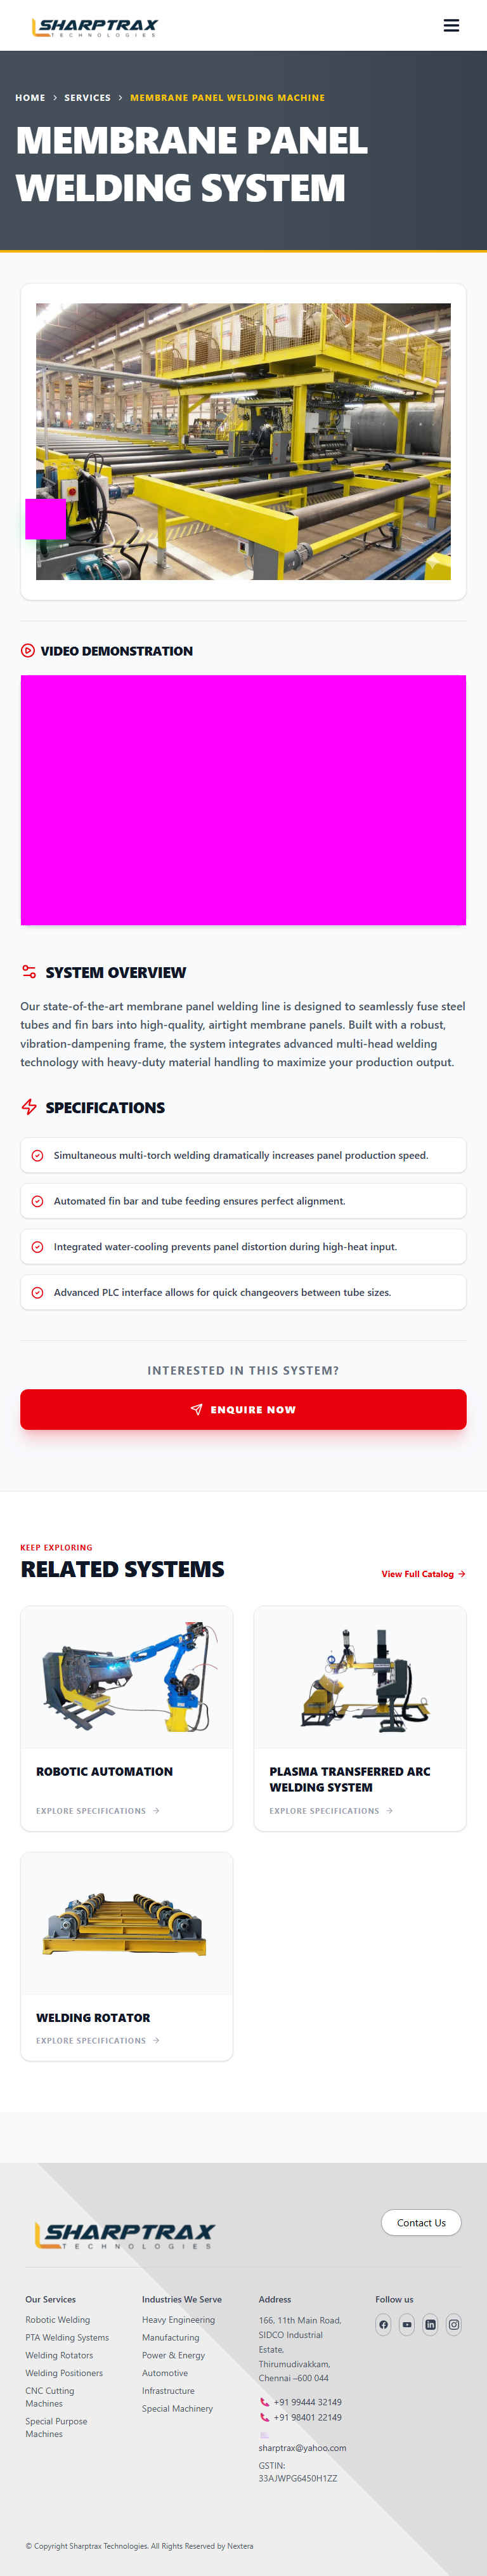 SHARPTRAX
TECHNOLOGIES
HOME > SERVICES > MEMBRANE PANEL WELDING MACHINE
MEMBRANE PANEL
WELDING SYSTEM
VIDEO DEMONSTRATION
SYSTEM OVERVIEW
Our state-of-the-art membrane panel welding line is designed to seamlessly fuse steel
tubes and fin bars into high-quality, airtight membrane panels. Built with a robust,
vibration-dampening frame, the system integrates advanced multi-head welding
technology with heavy-duty material handling to maximize your production output.
SPECIFICATIONS
Simultaneous multi-torch welding dramatically increases panel production speed.
Automated fin bar and tube feeding ensures perfect alignment.
Integrated water-cooling prevents panel distortion during high-heat input.
Advanced PLC interface allows for quick changeovers between tube sizes.
INTERESTED IN THIS SYSTEM?
ENQUIRE NOW
KEEP EXPLORING
RELATED SYSTEMS
View Full Catalog →
ROBOTIC AUTOMATION
EXPLORE SPECIFICATIONS →
PLASMA TRANSFERRED ARC
WELDING SYSTEM
EXPLORE SPECIFICATIONS →
WELDING ROTATOR
EXPLORE SPECIFICATIONS →
SHARPTRAX
TECHNOLOGIES
Contact Us
Our Services
Robotic Welding
PTA Welding Systems
Welding Rotators
Welding Positioners
CNC Cutting
Machines
Special Purpose
Machines
Industries We Serve
Heavy Engineering
Manufacturing
Power & Energy
Automotive
Infrastructure
Special Machinery
Address
166, 11th Main Road,
SIDCO Industrial
Estate,
Thirumudivakkam,
Chennai –600 044
+91 99444 32149
+91 98401 22149
sharptrax@yahoo.com
GSTIN:
33AJWPG6450H1ZZ
Follow us
© Copyright Sharptrax Technologies. All Rights Reserved by Nextera